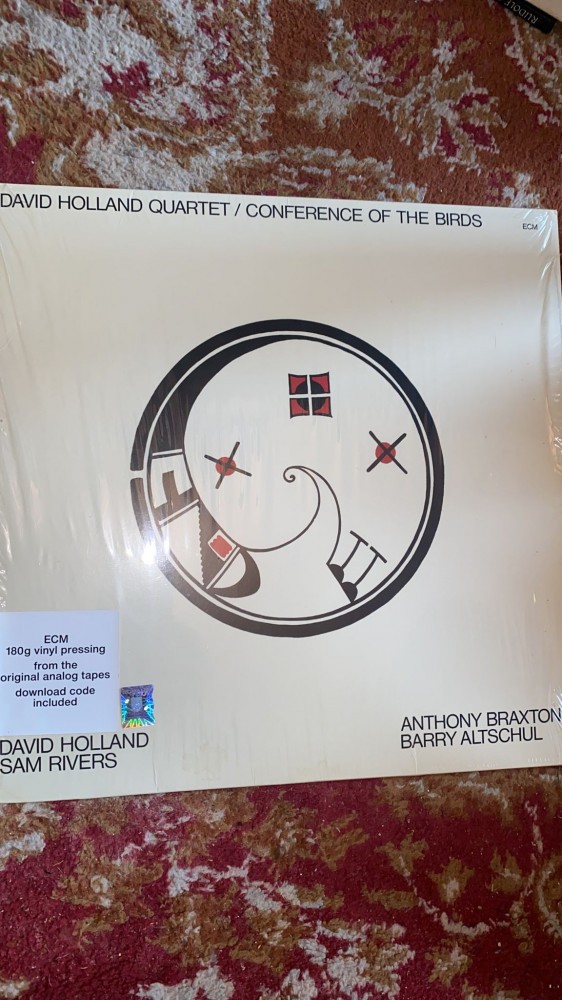 RUDOLF
DAVID HOLLAND QUARTET / CONFERENCE OF THE BIRDS
ECM
ECM
180g vinyl pressing
from the
original analog tapes
download code
included
DAVID HOLLAND
SAM RIVERS
ANTHONY BRAXTON
BARRY ALTSCHUL